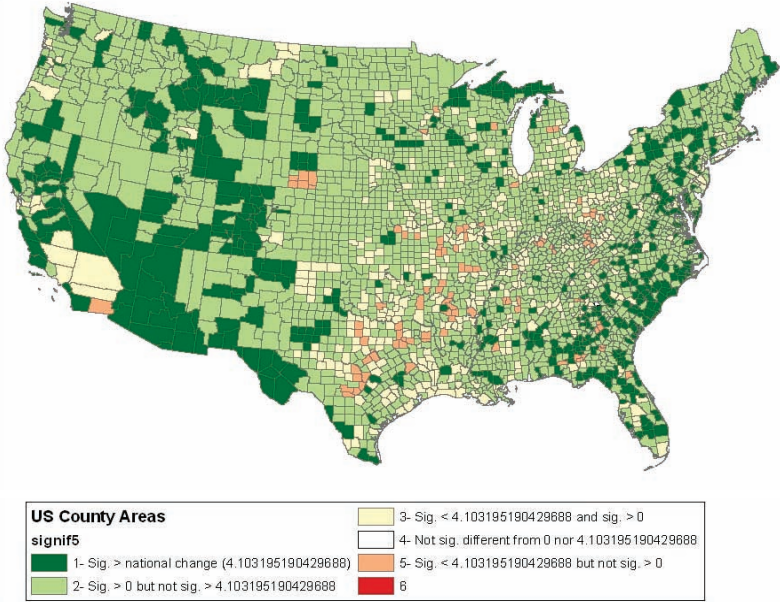 US County Areas
signif5
1- Sig. > national change (4.103195190429688)
2- Sig. > 0 but not sig. > 4.103195190429688
3- Sig. < 4.103195190429688 and sig. > 0
4- Not sig. different from 0 nor 4.103195190429688
5- Sig. < 4.103195190429688 but not sig. > 0
6